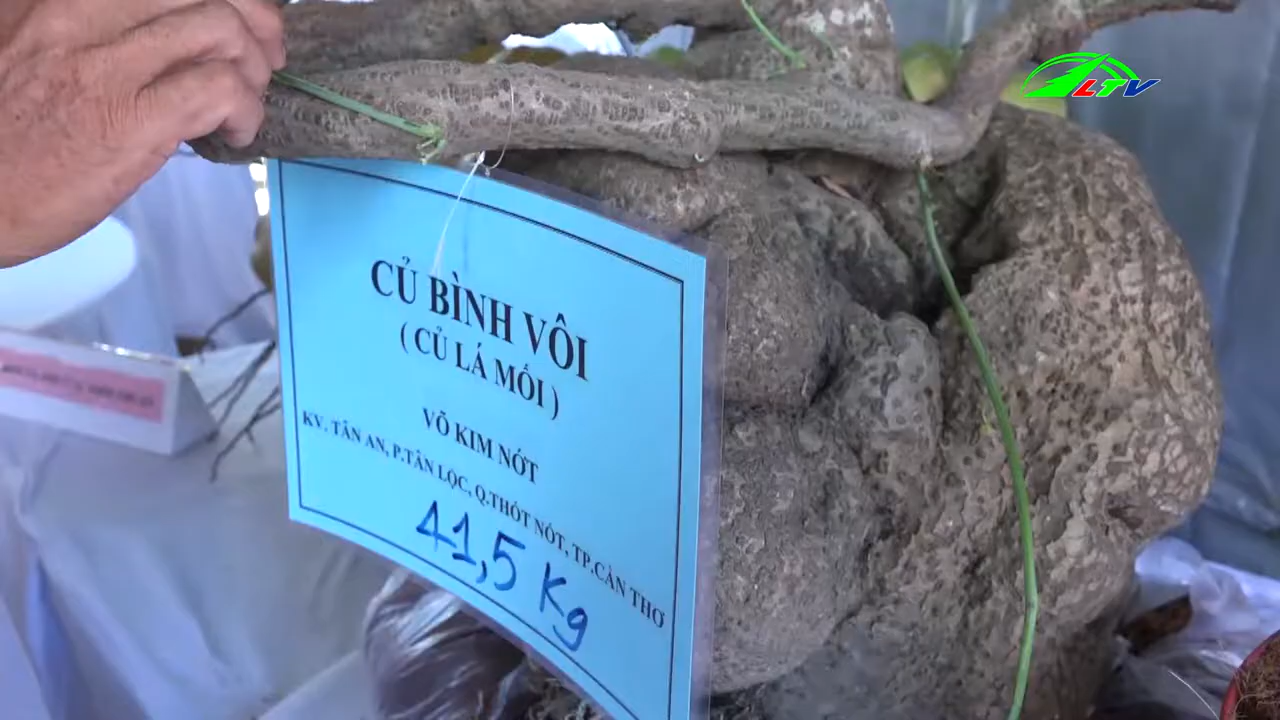 LTV
CỦ BÌNH VÔI
( CỦ LÁ MỐI )
VÕ KIM NỚT
KV. TÂN AN, P.TÂN LỘC, Q.THỐT NỐT, TP.CẦN THƠ
41,5 Kg